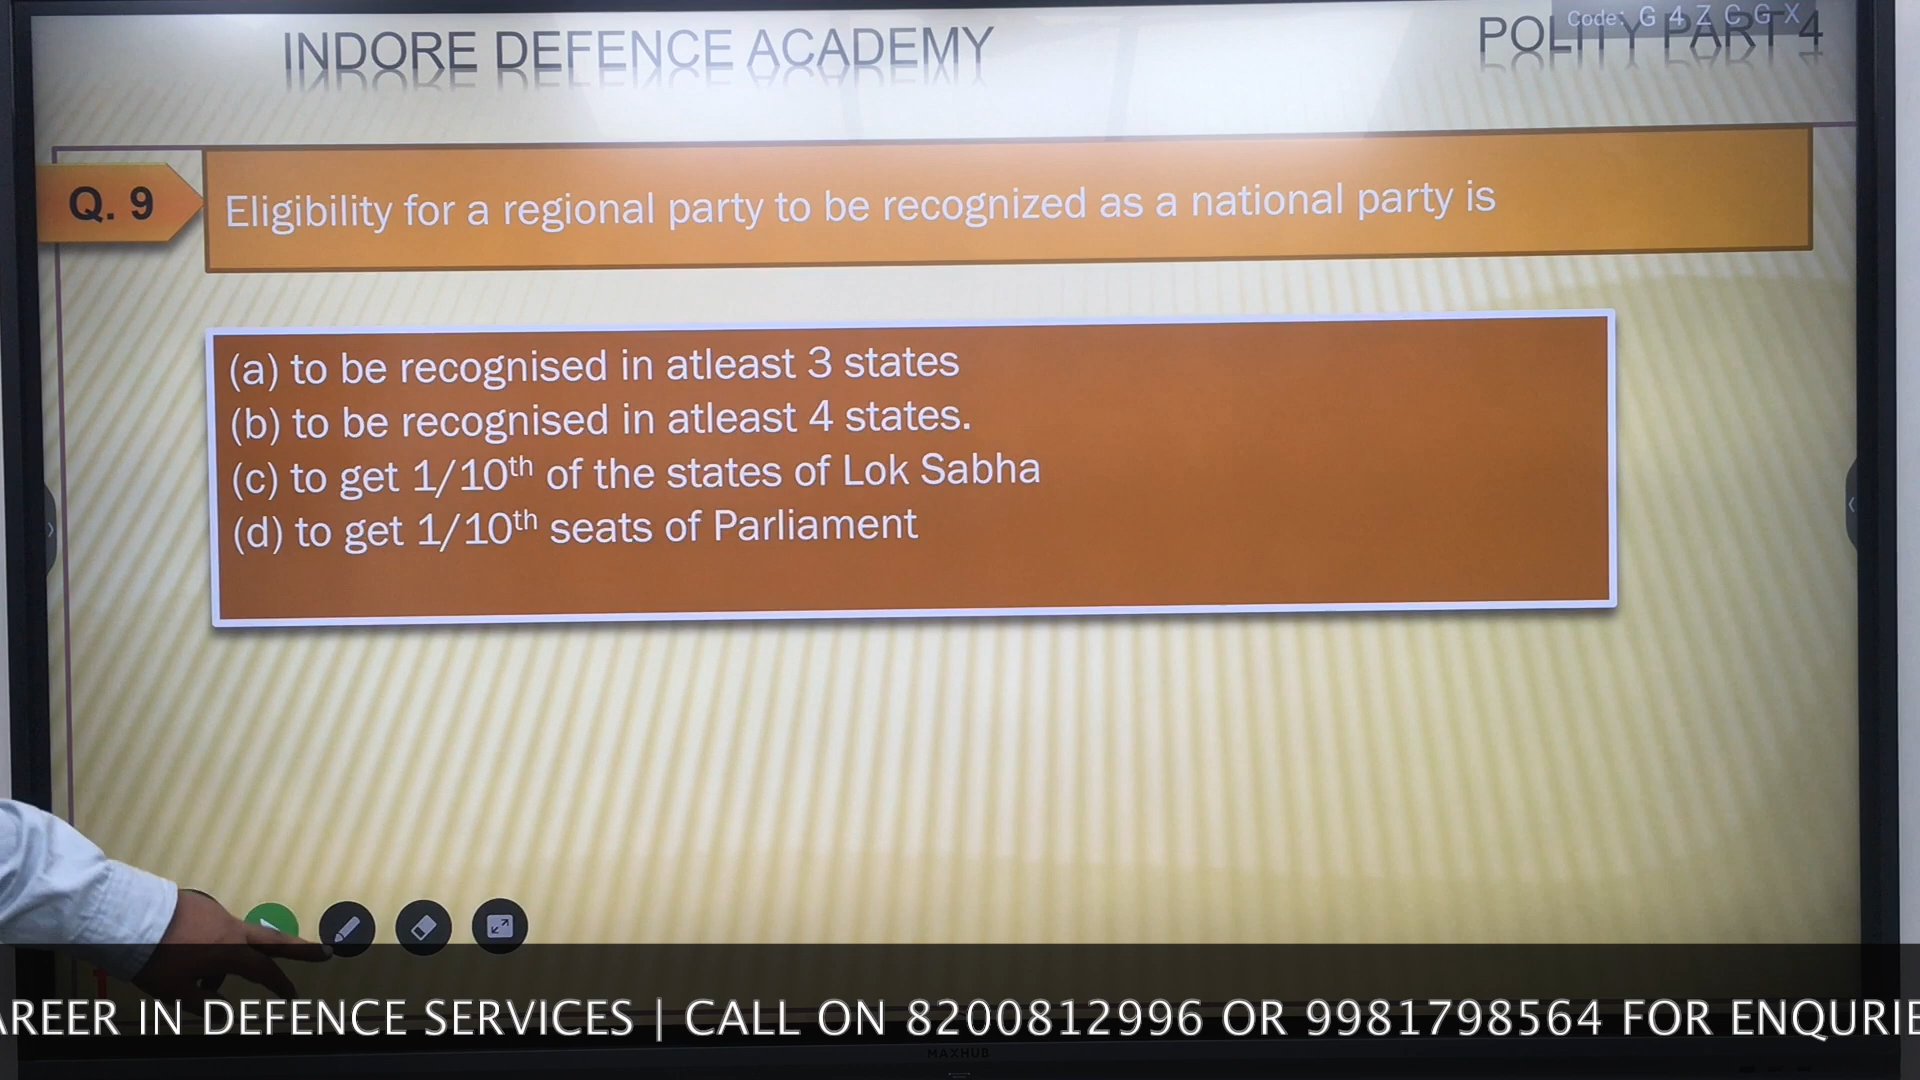 INDORE DEFENCE ACADEMY
POLITY PART 4
Code: G 4 Z C G X
Q. 9
Eligibility for a regional party to be recognized as a national party is
(a) to be recognised in atleast 3 states
(b) to be recognised in atleast 4 states.
(c) to get 1/10th of the states of Lok Sabha
(d) to get 1/10th seats of Parliament
AREER IN DEFENCE SERVICES | CALL ON 8200812996 OR 9981798564 FOR ENQURIE
MAXHUB